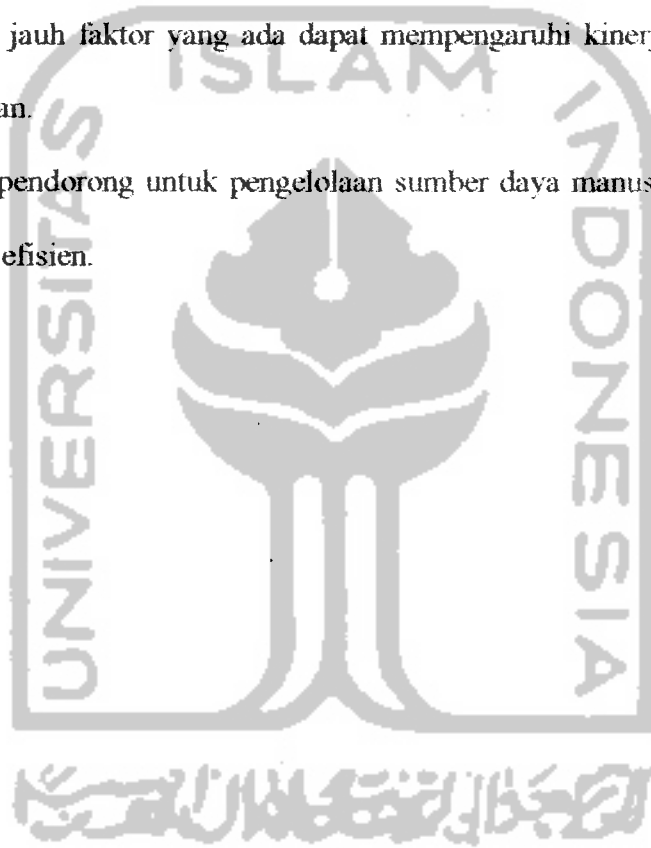 jauh faktor yang ada dapat mempengaruhi kinerj
ISLAM
an.
pendorong untuk pengelolaan sumber daya manus
efisien.
UNIVERSITAS
INDONESIA